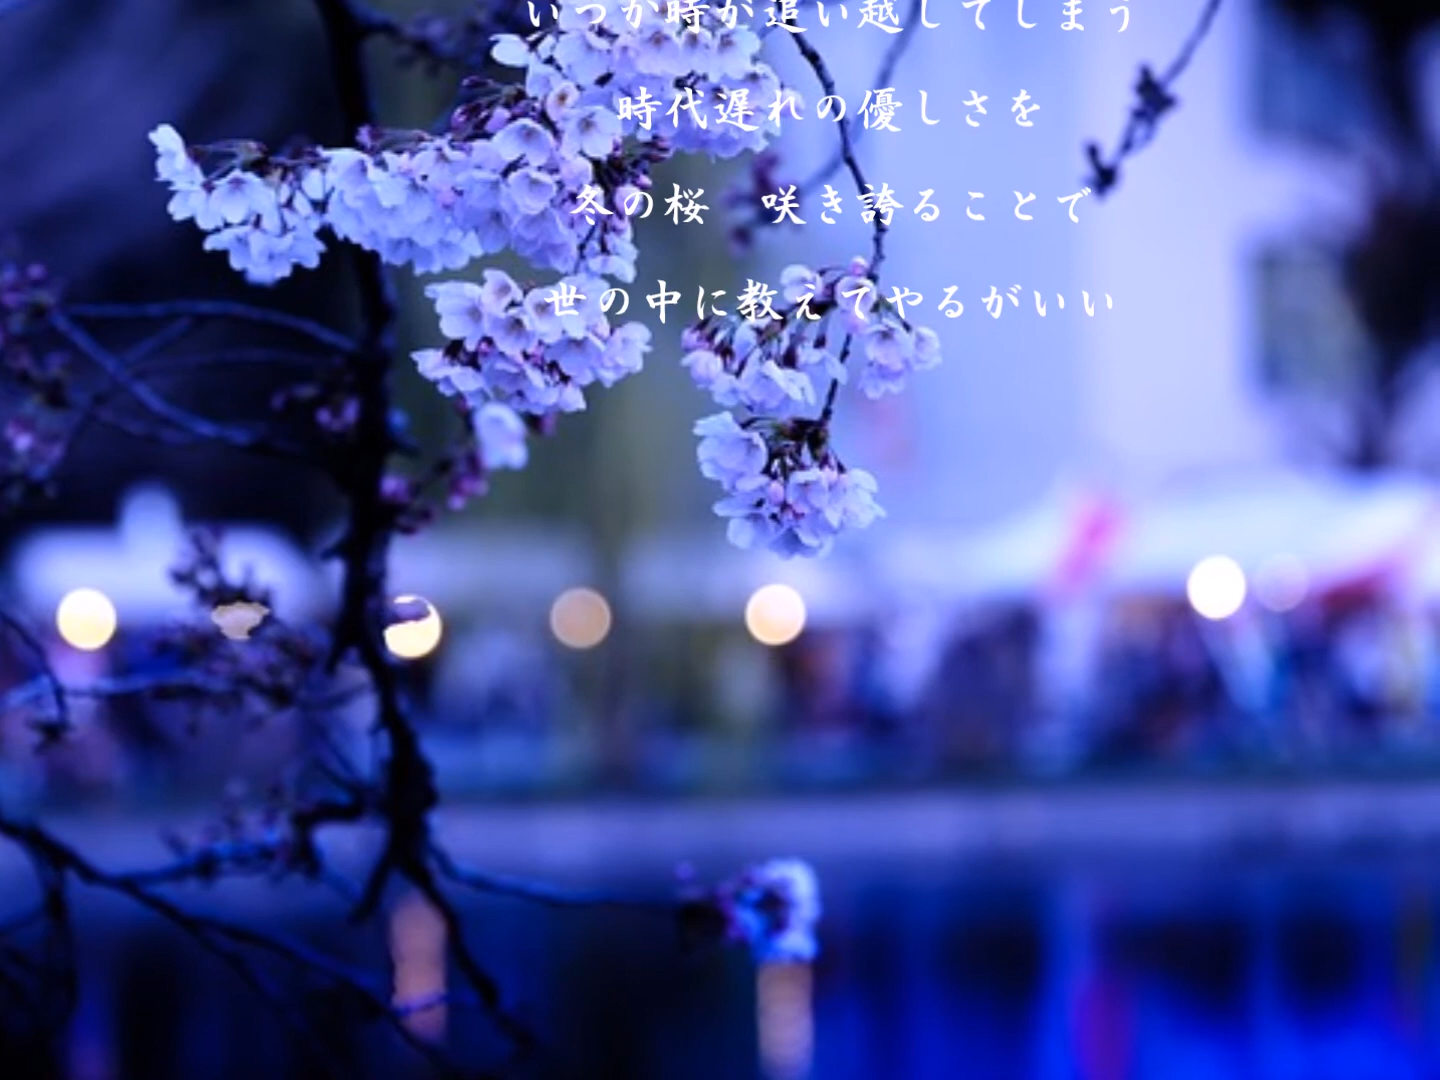 いつか時が追い越してしまう
時代遅れの優しさを
冬の桜　咲き誇ることで
世の中に教えてやるがいい